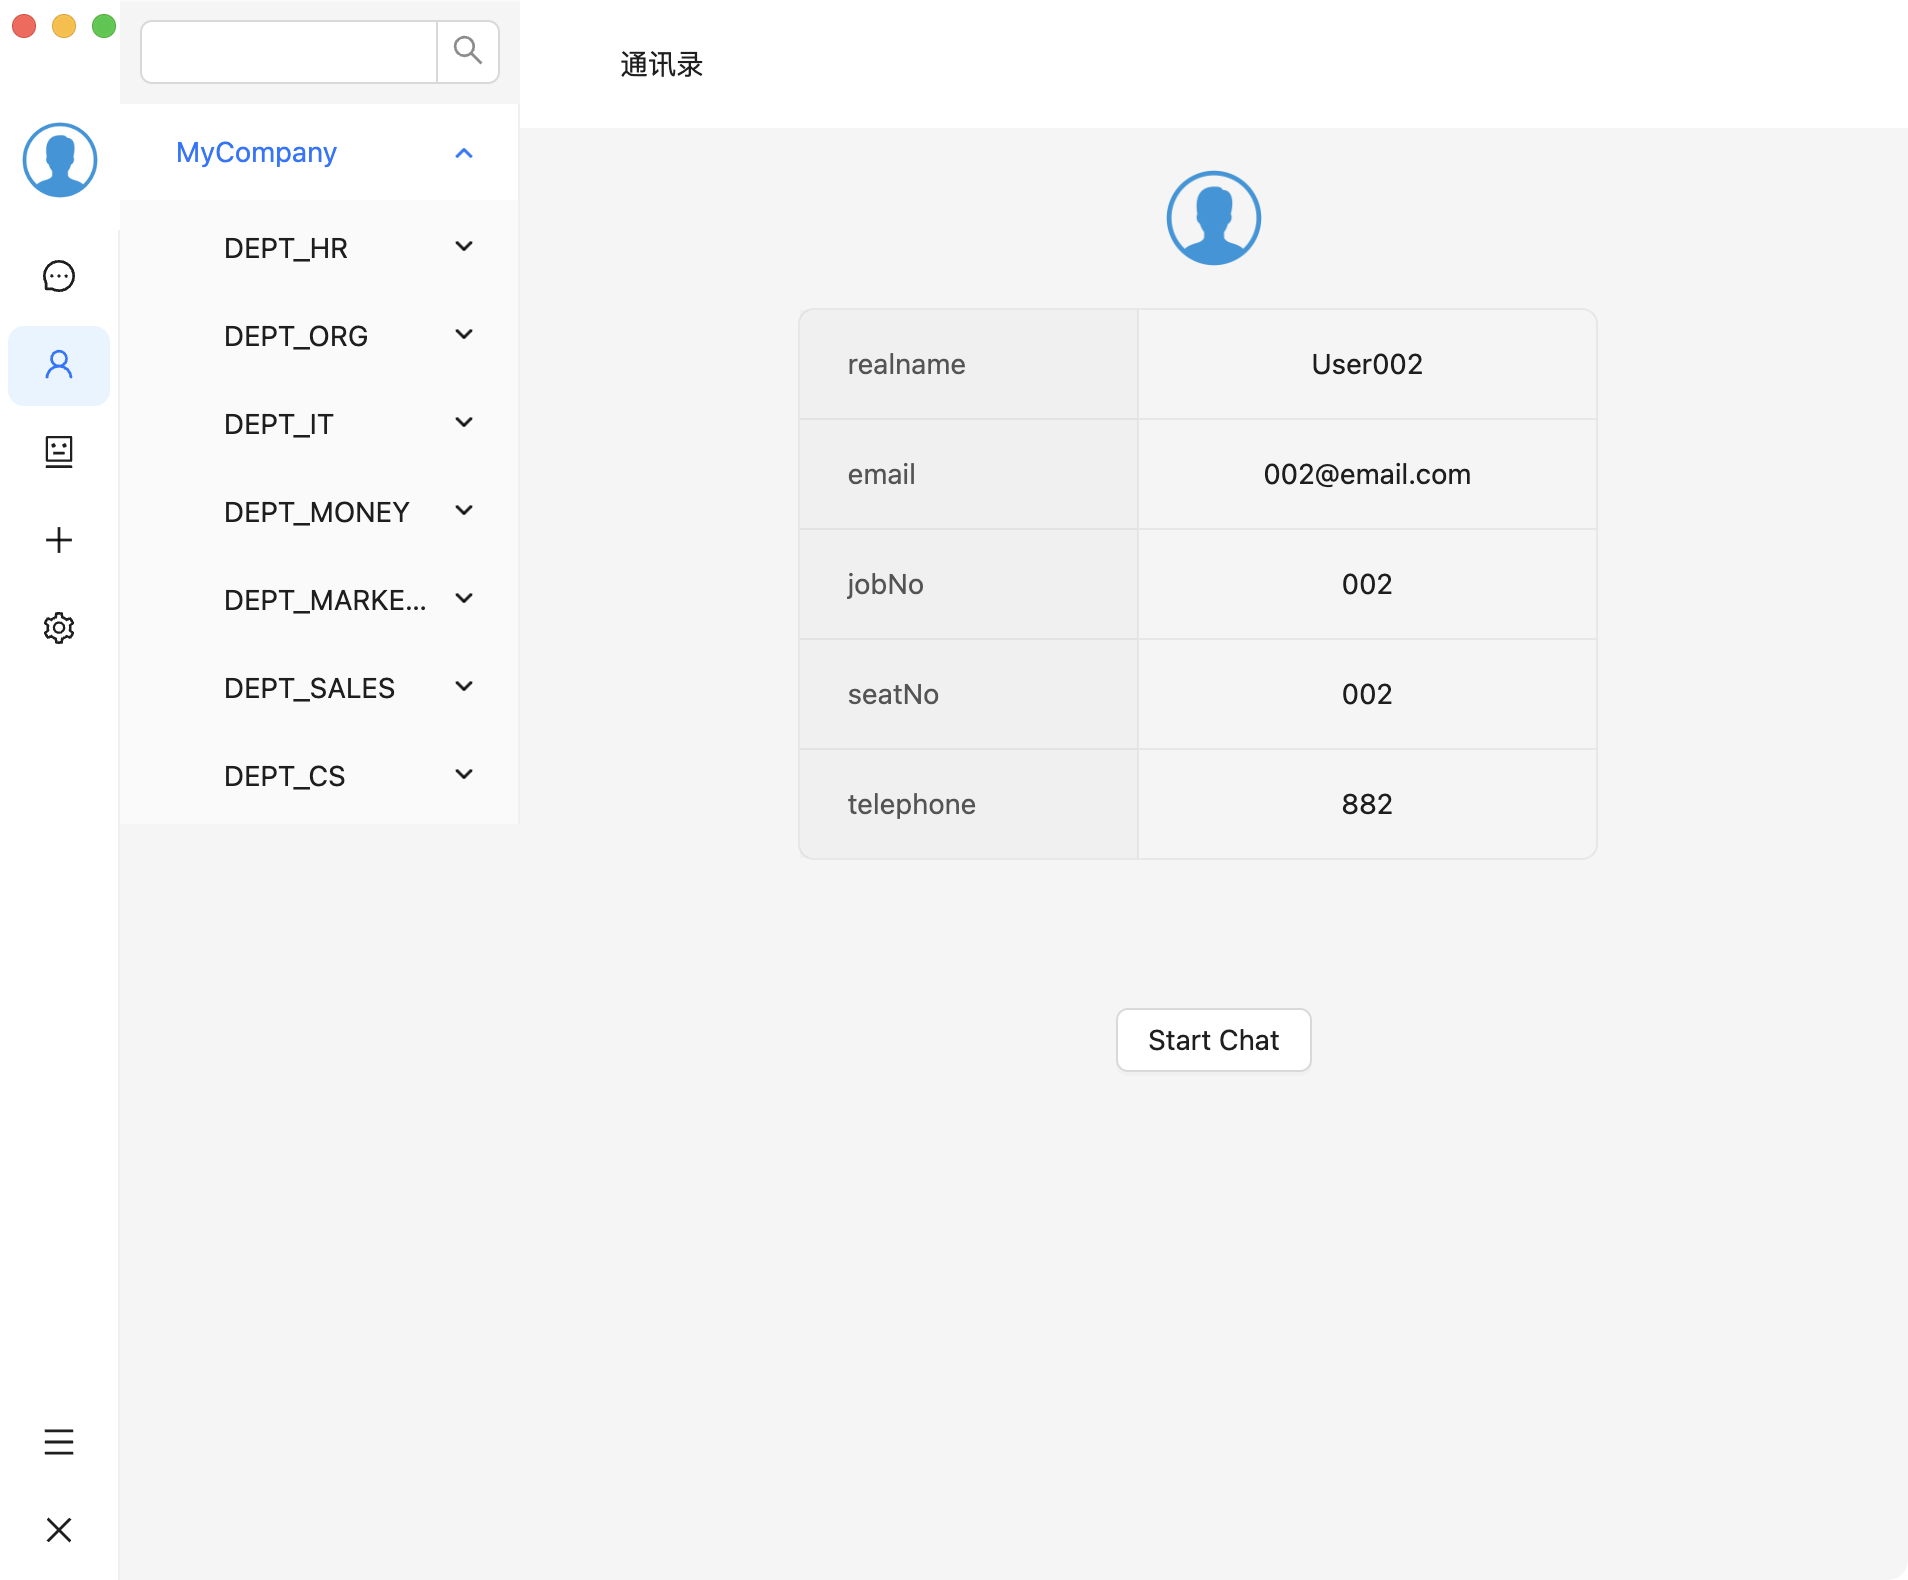 MyCompany
DEPT_HR
DEPT_ORG
DEPT_IT
DEPT_MONEY
DEPT_MARKE...
DEPT_SALES
DEPT_CS
通讯录
realname User002
email 002@email.com
jobNo 002
seatNo 002
telephone 882
Start Chat